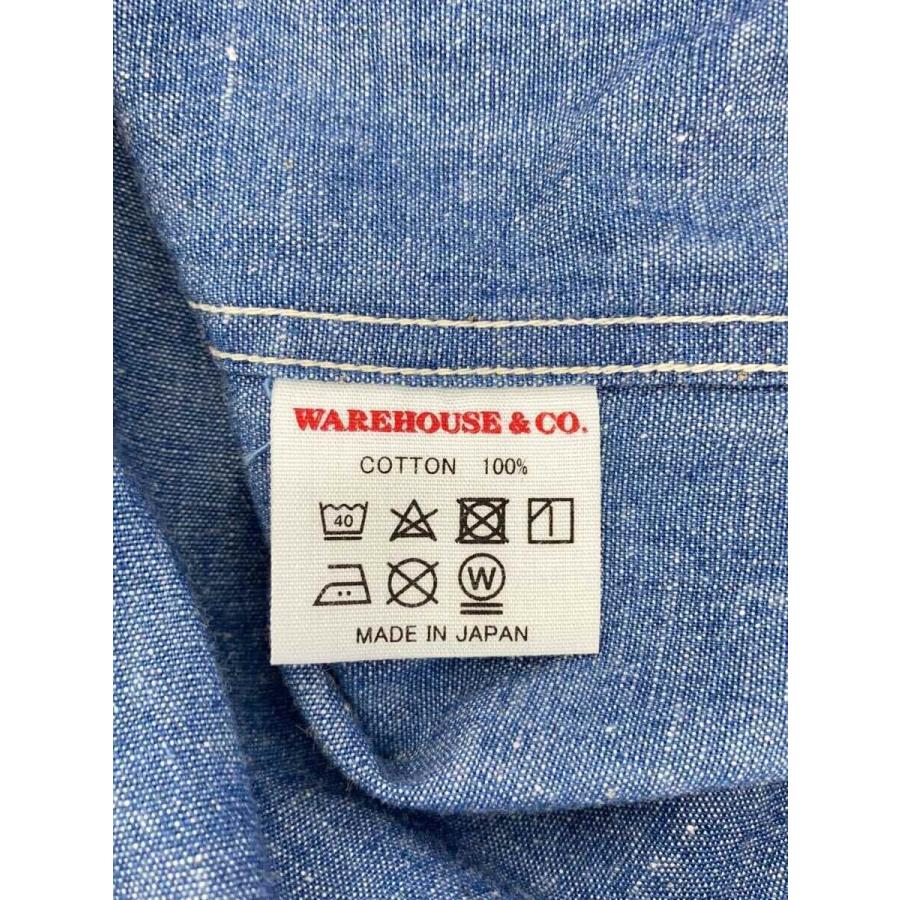 WAREHOUSE & CO.
COTTON 100%
40
W
MADE IN JAPAN